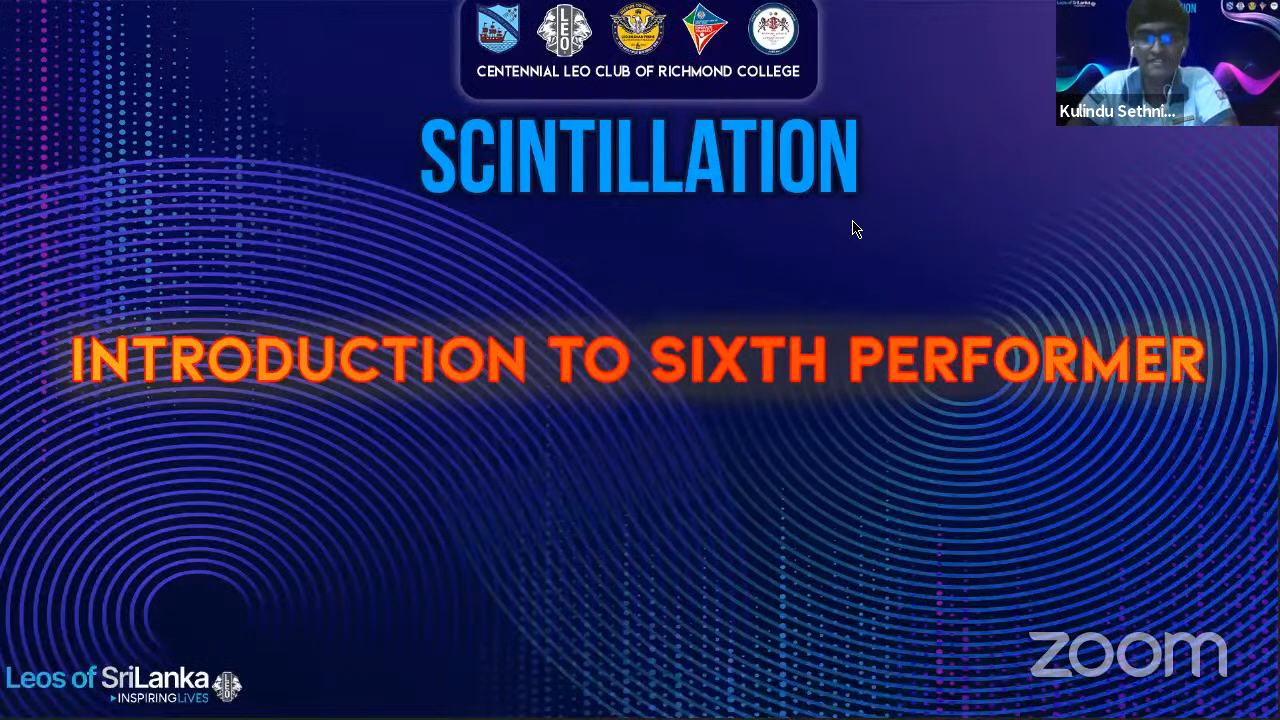 CENTENNIAL LEO CLUB OF RICHMOND COLLEGE
SCINTILLATION
Kulindu Sethni...
INTRODUCTION TO SIXTH PERFORMER
Leos of SriLanka
INSPIRING LiVES
LEO
zoom